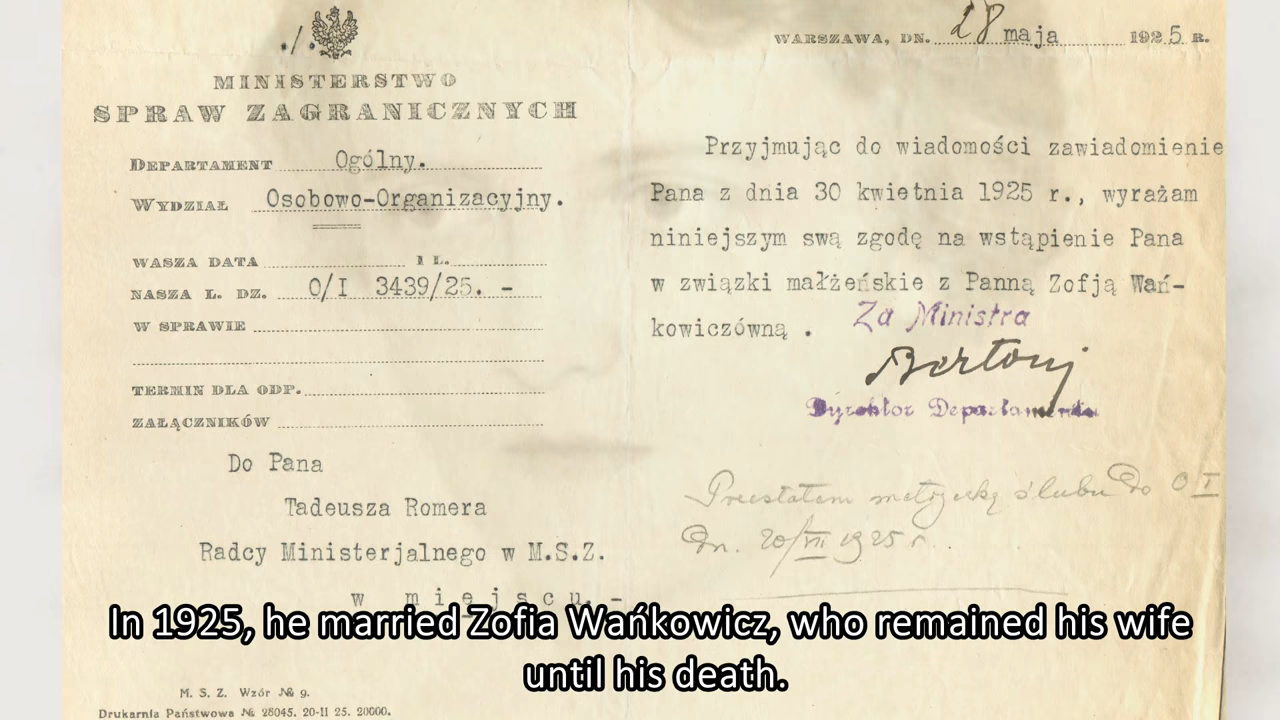 ./.
MINISTERSTWO
SPRAW ZAGRANICZNYCH
DEPARTAMENT Ogólny.
WYDZIAŁ Osobowo-Organizacyjny.
WASZA DATA I L.
NASZA L. DZ. O/I 3439/25. -
W SPRAWIE
TERMIN DLA ODP.
ZAŁĄCZNIKÓW
Do Pana
Tadeusza Romera
Radcy Ministerjalnego w M.S.Z.
w miejscu. -
M. S. Z. Wzór № 9.
Drukarnia Państwowa № 28045. 20-II 25. 20000.
WARSZAWA, DN. 28 maja 1925 R.
Przyjmując do wiadomości zawiadomienie
Pana z dnia 30 kwietnia 1925 r., wyrażam
niniejszym swą zgodę na wstąpienie Pana
w związki małżeńskie z Panną Zofją Wań-
kowiczówną .
Za Ministra
Bertoni
Dyrektor Departamentu
Przesłałem metryczkę ślubu do O I
Dn. 20/VII 1925 r.
In 1925, he married Zofia Wańkowicz, who remained his wife
until his death.